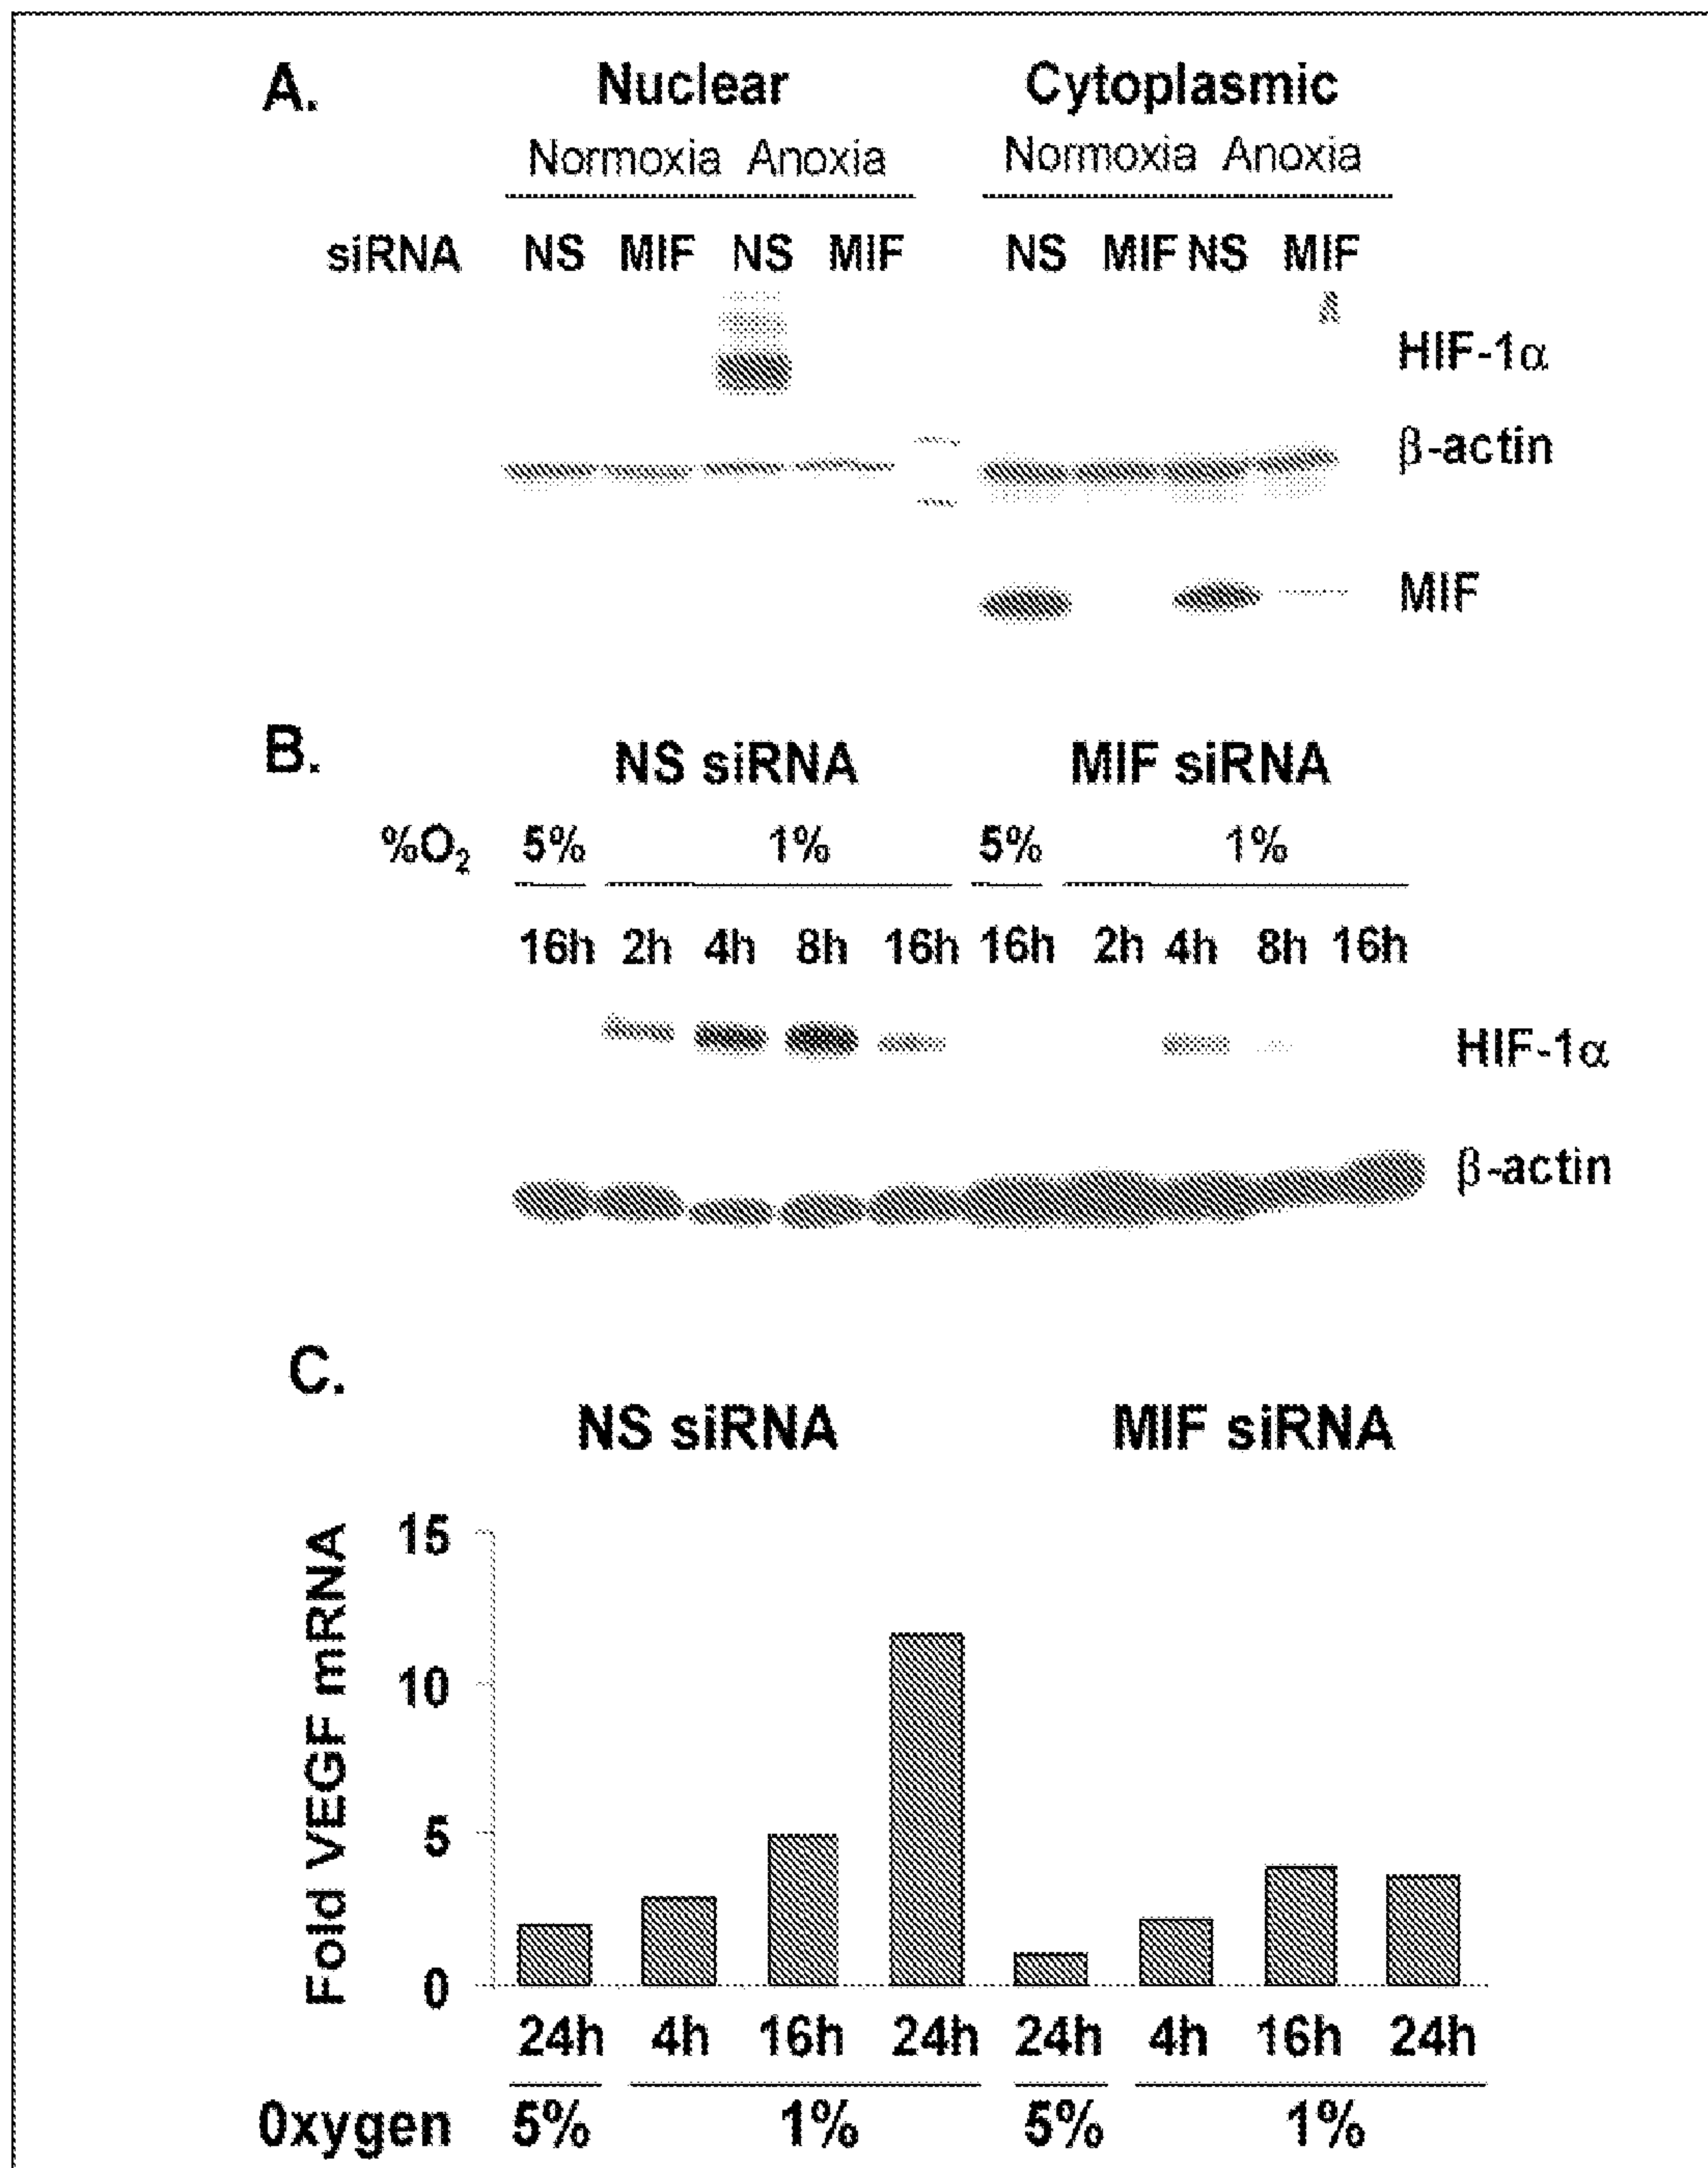 A.
Nuclear Cytoplasmic
Normoxia Anoxia Normoxia Anoxia
siRNA NS MIF NS MIF NS MIF NS MIF
HIF-1α
β-actin
MIF
B.
NS siRNA MIF siRNA
%O₂ 5% 1% 5% 1%
16h 2h 4h 8h 16h 16h 2h 4h 8h 16h
HIF-1α
β-actin
C.
NS siRNA MIF siRNA
Fold VEGF mRNA
15
10
5
0
24h 4h 16h 24h 24h 4h 16h 24h
Oxygen 5% 1% 5% 1%